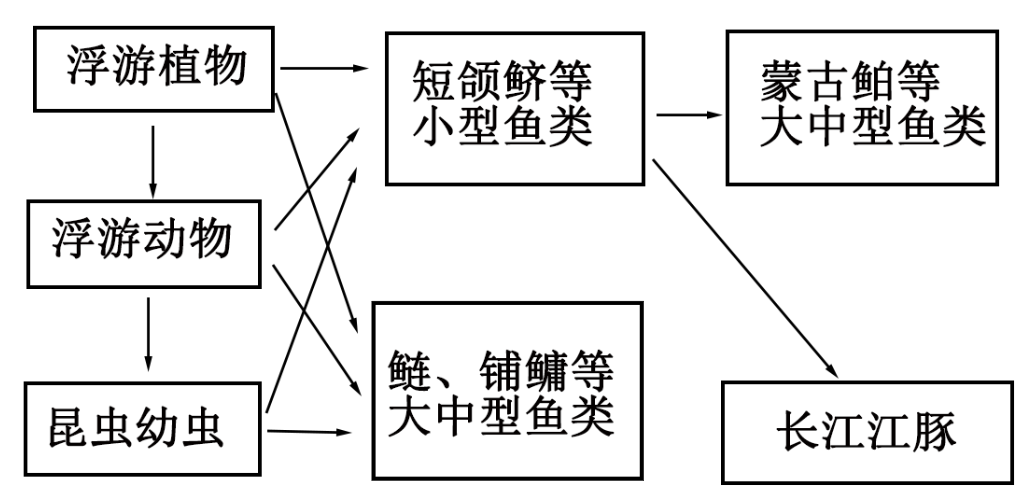 浮游植物
短颌鲚等
小型鱼类
蒙古鲌等
大中型鱼类
浮游动物
鲢、铺鳙等
大中型鱼类
昆虫幼虫
长江江豚